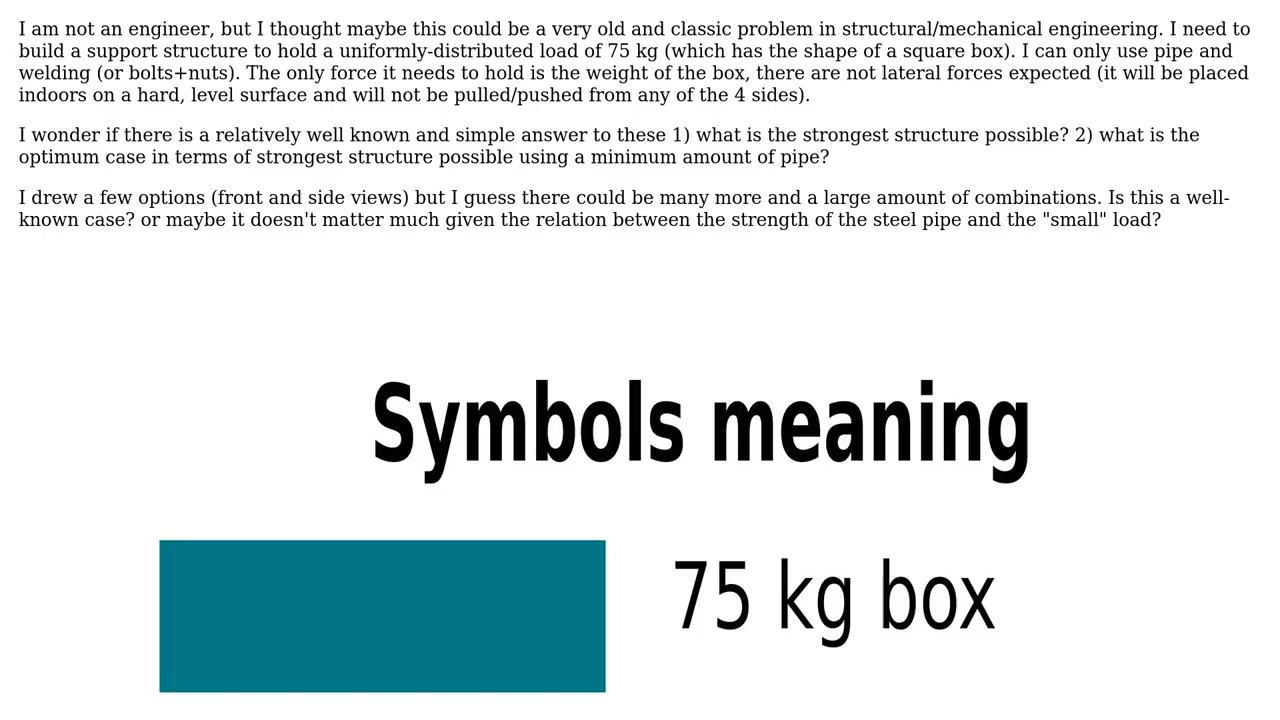 I am not an engineer, but I thought maybe this could be a very old and classic problem in structural/mechanical engineering. I need to
build a support structure to hold a uniformly-distributed load of 75 kg (which has the shape of a square box). I can only use pipe and
welding (or bolts+nuts). The only force it needs to hold is the weight of the box, there are not lateral forces expected (it will be placed
indoors on a hard, level surface and will not be pulled/pushed from any of the 4 sides).
I wonder if there is a relatively well known and simple answer to these 1) what is the strongest structure possible? 2) what is the
optimum case in terms of strongest structure possible using a minimum amount of pipe?
I drew a few options (front and side views) but I guess there could be many more and a large amount of combinations. Is this a well-
known case? or maybe it doesn't matter much given the relation between the strength of the steel pipe and the "small" load?
Symbols meaning
75 kg box